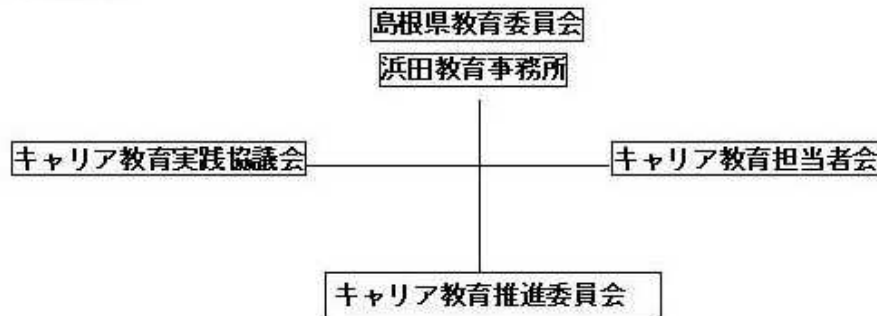 島根県教育委員会
浜田教育事務所
キャリア教育実践協議会
キャリア教育担当者会
キャリア教育推進委員会